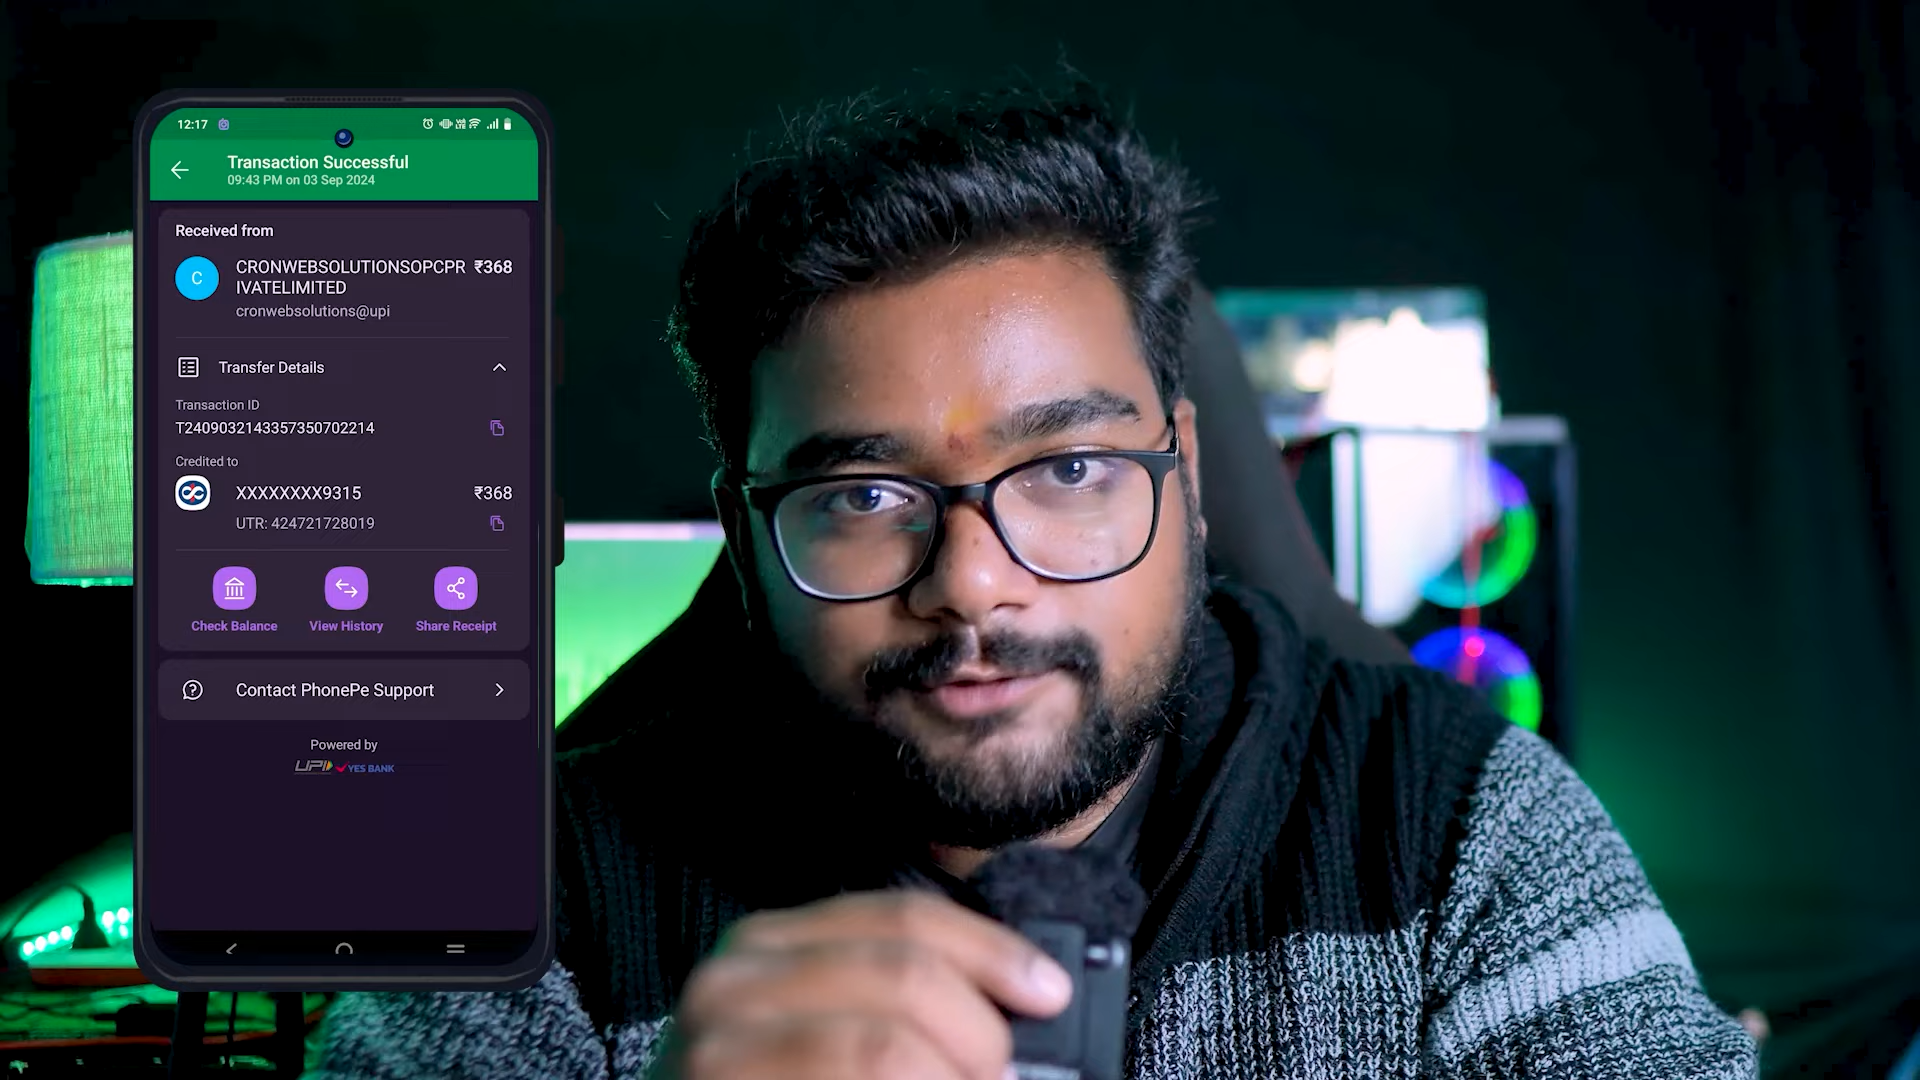 12:17
Transaction Successful
09:43 PM on 03 Sep 2024
Received from
C
CRONWEBSOLUTIONSOPCPR ₹368
IVATELIMITED
cronwebsolutions@upi
Transfer Details
Transaction ID
T2409032143357350702214
Credited to
XXXXXXXX9315 ₹368
UTR: 424721728019
Check Balance View History Share Receipt
Contact PhonePe Support
Powered by
UPI YES BANK